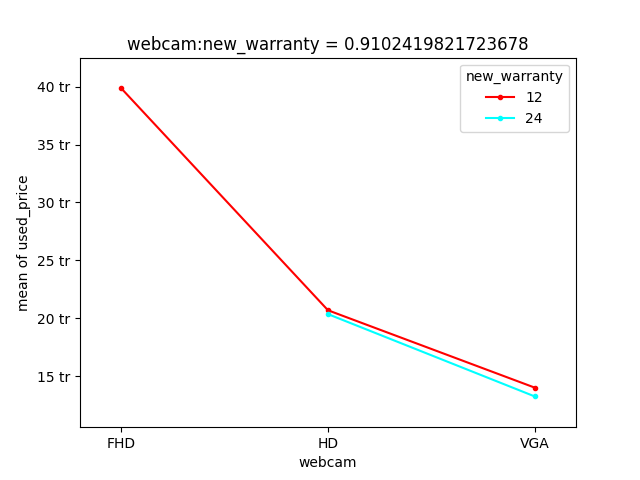 webcam:new_warranty = 0.9102419821723678
new_warranty
12
24
40 tr
35 tr
30 tr
25 tr
20 tr
15 tr
mean of used_price
FHD
HD
VGA
webcam